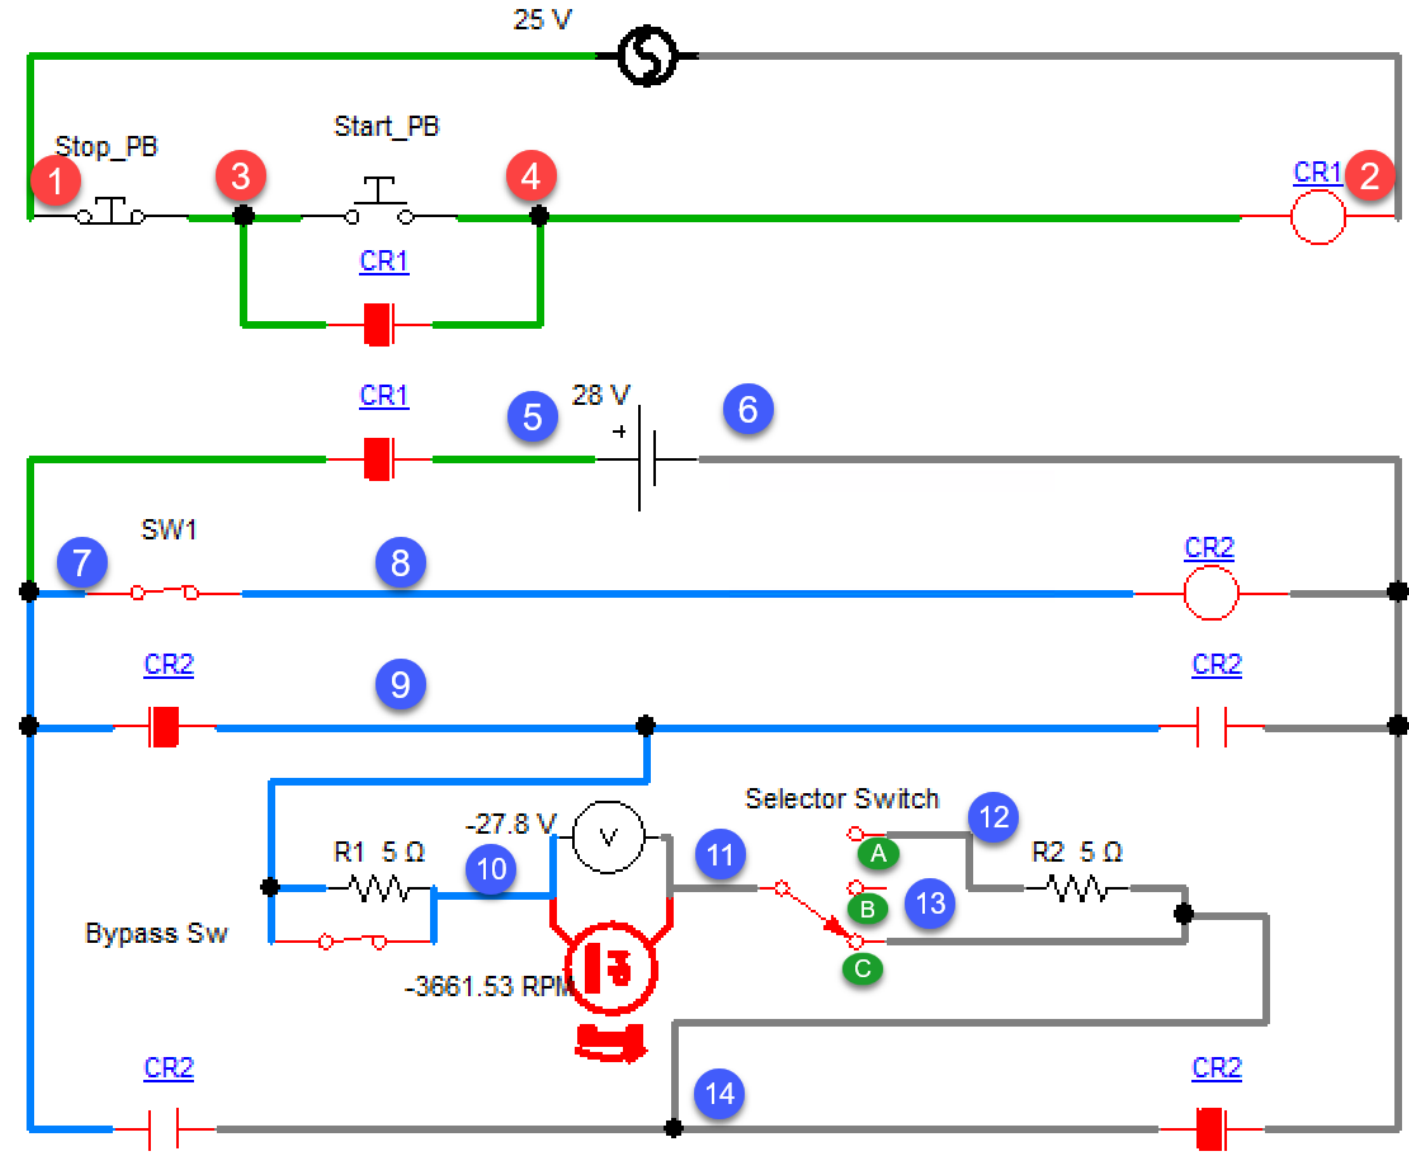 25 V
Stop_PB
Start_PB
1
3
4
CR1
2
CR1
CR1
5
28 V
+
6
SW1
7
8
CR2
CR2
9
CR2
Selector Switch
-27.8 V
V
12
R1 5 Ω
10
11
A
R2 5 Ω
B
13
Bypass Sw
C
-3661.53 RPM
CR2
14
CR2